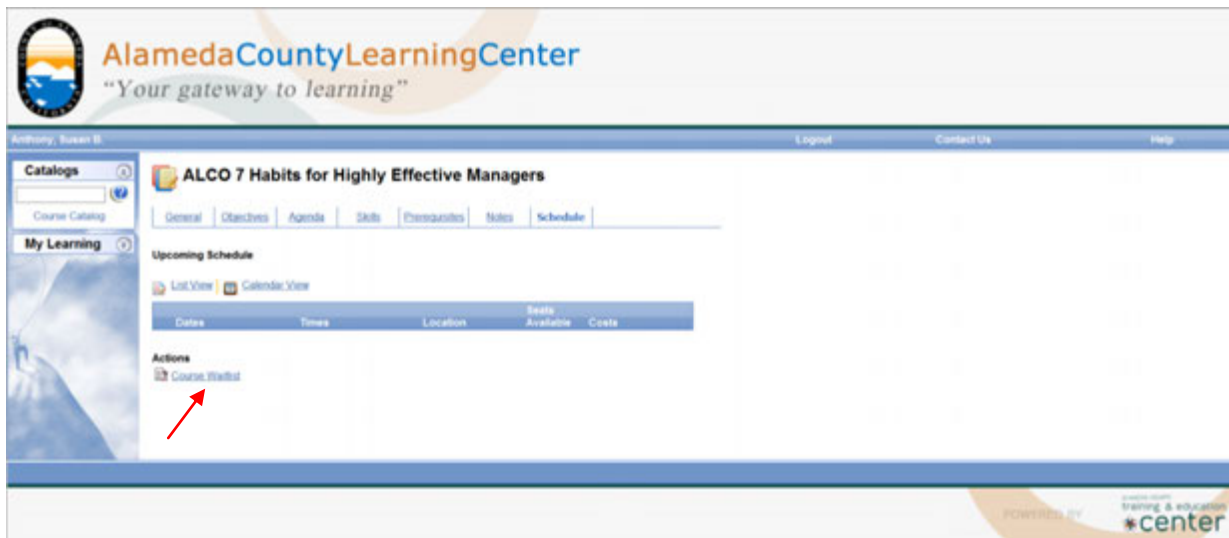 AlamedaCountyLearningCenter
"Your gateway to learning"
Anthony, Susan B. Logout Contact Us Help
Catalogs
Course Catalog
My Learning
ALCO 7 Habits for Highly Effective Managers
General Objectives Agenda Skills Prerequisites Notes Schedule
Upcoming Schedule
List View Calendar View
Dates Times Location Seats Available Costs
Actions
Course Waitlist
POWERED BY
training & education
center